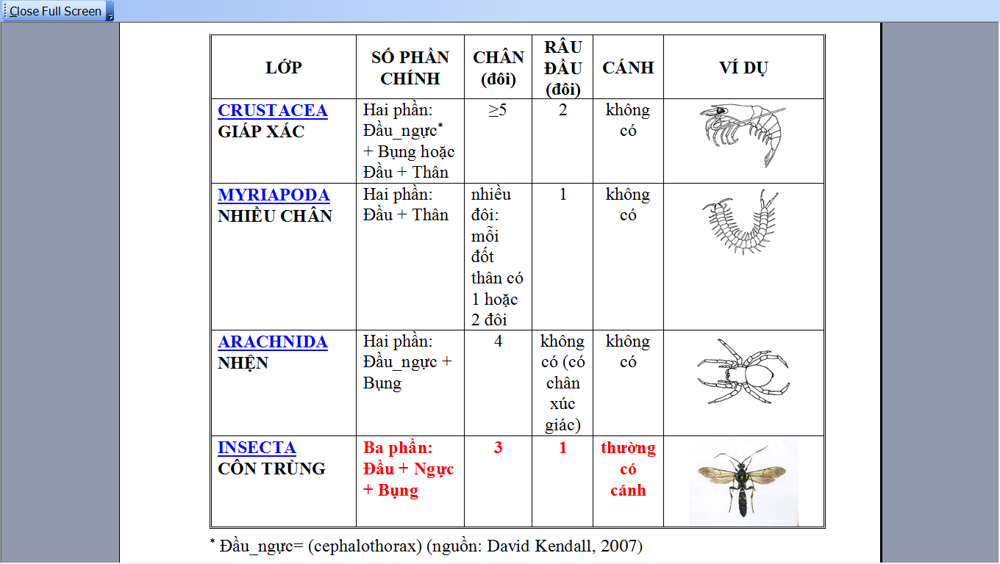 Close Full Screen
LỚP
SỐ PHẦN
CHÍNH
CHÂN
(đôi)
RÂU
ĐẦU
(đôi)
CÁNH
VÍ DỤ
CRUSTACEA
GIÁP XÁC
Hai phần:
Đầu_ngực*
+ Bụng hoặc
Đầu + Thân
≥5
2
không
có
MYRIAPODA
NHIỀU CHÂN
Hai phần:
Đầu + Thân
nhiều
đôi:
mỗi
đốt
thân có
1 hoặc
2 đôi
1
không
có
ARACHNIDA
NHỆN
Hai phần:
Đầu_ngực +
Bụng
4
không
có (có
chân
xúc
giác)
không
có
INSECTA
CÔN TRÙNG
Ba phần:
Đầu + Ngực
+ Bụng
3
1
thường
có
cánh
* Đầu_ngực= (cephalothorax) (nguồn: David Kendall, 2007)